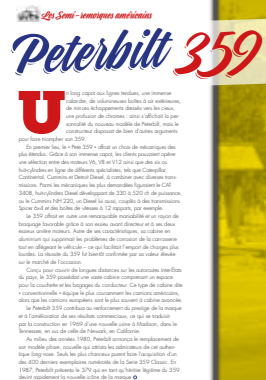 Les Semi-remorques américains
Peterbilt 359
Un long capot aux lignes tendues, une immense
calandre, de volumineuses boîtes à air extérieures,
de minces échappements dressés vers les cieux,
une profusion de chromes : ainsi s'affichait la per-
sonnalité du nouveau modèle de Peterbilt, mais le
constructeur disposait de bien d'autres arguments
pour faire triompher son 359.
En premier lieu, le « Pete 359 » offrait un choix de mécaniques des
plus étendus. Grâce à son immense capot, les clients pouvaient opérer
une sélection entre des moteurs V6, V8 et V12 ainsi que des six ou
huit-cylindres en ligne de différents spécialistes, tels que Caterpillar,
Continental, Cummins et Detroit Diesel, à combiner avec diverses trans-
missions. Parmi les mécaniques les plus demandées figuraient le CAT
3408, huit-cylindres Diesel développant de 330 à 520 ch de puissance,
ou le Cummins NH 220, un Diesel lui aussi, couplés à des transmissions
Spicer 6x4 et des boîtes de vitesses à 12 rapports, par exemple.
Le 359 offrait en outre une remarquable maniabilité et un rayon de
braquage favorable grâce à son essieu avant directeur et à ses deux
essieux arrière moteurs. Autre de ses caractéristiques, sa cabine en
aluminium qui supprimait les problèmes de corrosion de la carrosserie
tout en allégeant le véhicule – ce qui facilitait l'emport de charges plus
lourdes. La réussite du 359 fut bientôt confirmée par sa valeur élevée
sur le marché de l'occasion.
Conçu pour couvrir de longues distances sur les autoroutes inter-États
du pays, le 359 possédait une vaste cabine comprenant un espace
pour la couchette et les bagages du conducteur. Ce type de cabine dite
« conventionnelle » équipe le plus couramment les camions américains,
alors que les camions européens sont le plus souvent à cabine avancée.
Le Peterbilt 359 contribua au renforcement du prestige de la marque
et à l'amélioration de ses résultats commerciaux, ce qui se traduisit
par la construction en 1969 d'une nouvelle usine à Madison, dans le
Tennessee, en sus de celle de Newark, en Californie.
Au milieu des années 1980, Peterbilt annonça le remplacement de
son modèle phare, nouvelle qui attrista les admirateurs de cet authen-
tique long nose. Seuls les plus chanceux purent faire l'acquisition d'un
des 400 derniers exemplaires numérotés de la Serie 359 Classic. En
1987, Peterbilt présenta le 379 qui en tant qu'héritier légitime du 359
devint rapidement la nouvelle icône de la marque